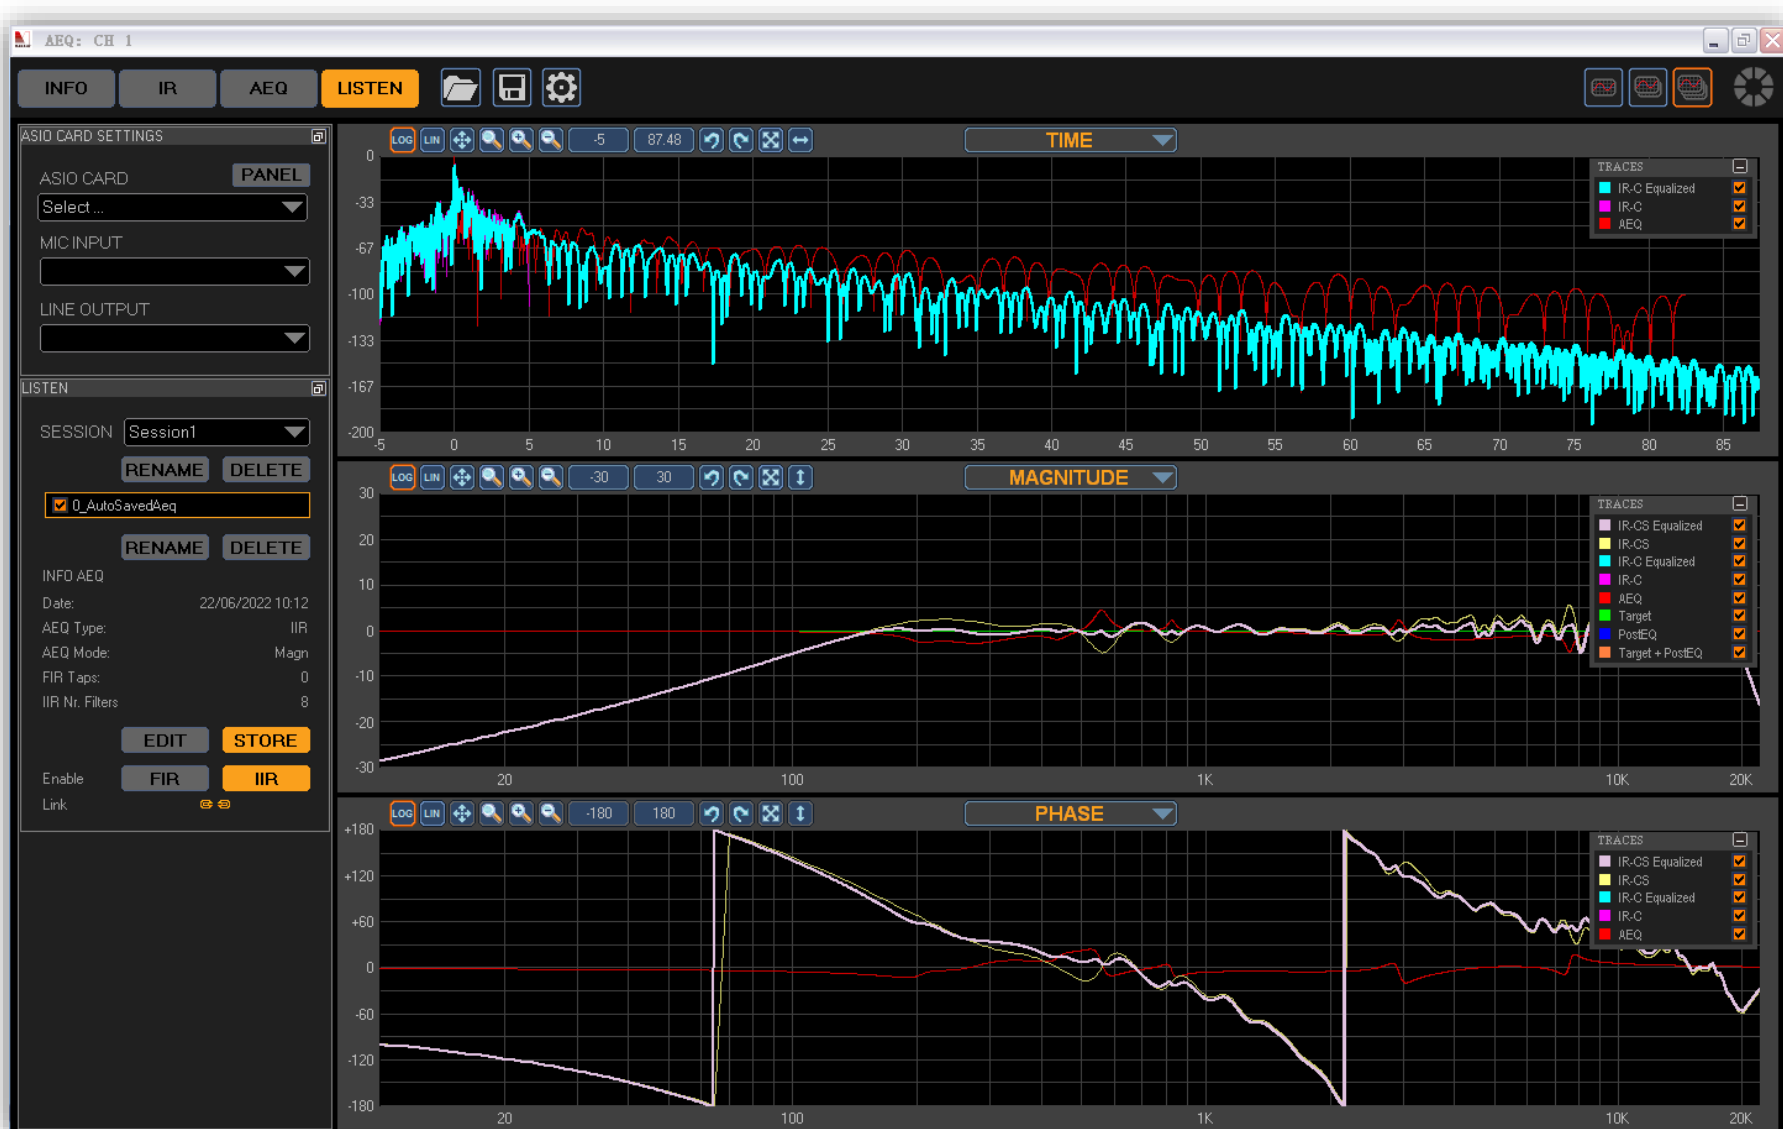 AEQ: CH 1
INFO IR AEQ LISTEN
ASIO CARD SETTINGS
ASIO CARD PANEL
Select ...
MIC INPUT
LINE OUTPUT
LISTEN
SESSION Session1
RENAME DELETE
0_AutoSavedAeq
RENAME DELETE
INFO AEQ
Date: 22/06/2022 10:12
AEQ Type: IIR
AEQ Mode: Magn
FIR Taps: 0
IIR Nr. Filters 8
EDIT STORE
Enable FIR IIR
Link
LOG LIN -5 87.48 TIME
TRACES
IR-C Equalized
IR-C
AEQ
0
-33
-67
-100
-133
-167
-200
-5 0 5 10 15 20 25 30 35 40 45 50 55 60 65 70 75 80 85
LOG LIN -30 30 MAGNITUDE
TRACES
IR-CS Equalized
IR-CS
IR-C Equalized
IR-C
AEQ
Target
PostEQ
Target + PostEQ
30
20
10
0
-10
-20
-30
20 100 1K 10K 20K
LOG LIN -180 180 PHASE
TRACES
IR-CS Equalized
IR-CS
IR-C Equalized
IR-C
AEQ
+180
+120
+60
0
-60
-120
-180
20 100 1K 10K 20K